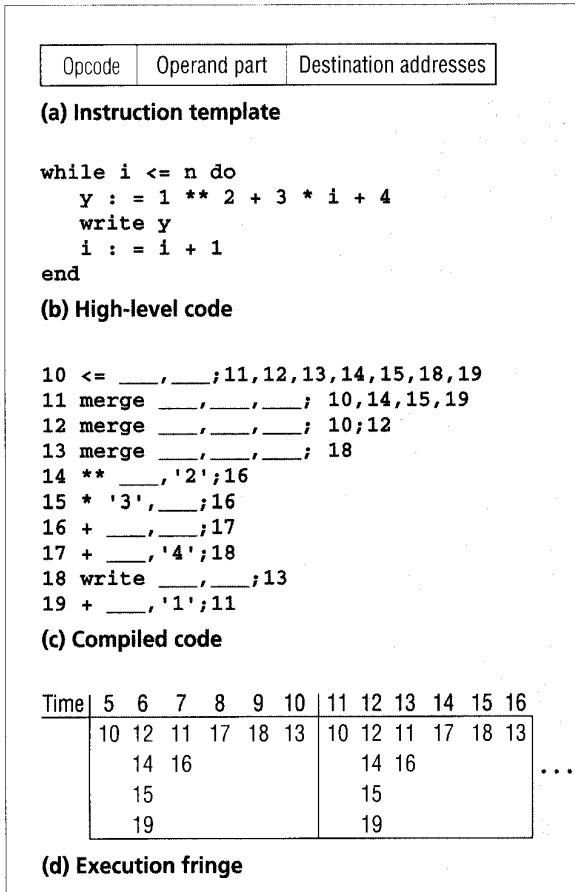 Opcode Operand part Destination addresses
(a) Instruction template
while i <= n do
y : = 1 ** 2 + 3 * i + 4
write y
i : = i + 1
end
(b) High-level code
10 <= ___,___;11,12,13,14,15,18,19
11 merge ___,___,___; 10,14,15,19
12 merge ___,___,___; 10;12
13 merge ___,___,___; 18
14 ** ___,'2';16
15 * '3',___;16
16 + ___,___;17
17 + ___,'4';18
18 write ___,___;13
19 + ___,'1';11
(c) Compiled code
Time 5 6 7 8 9 10 11 12 13 14 15 16
10 12 11 17 18 13 10 12 11 17 18 13
14 16 14 16 ...
15 15
19 19
(d) Execution fringe